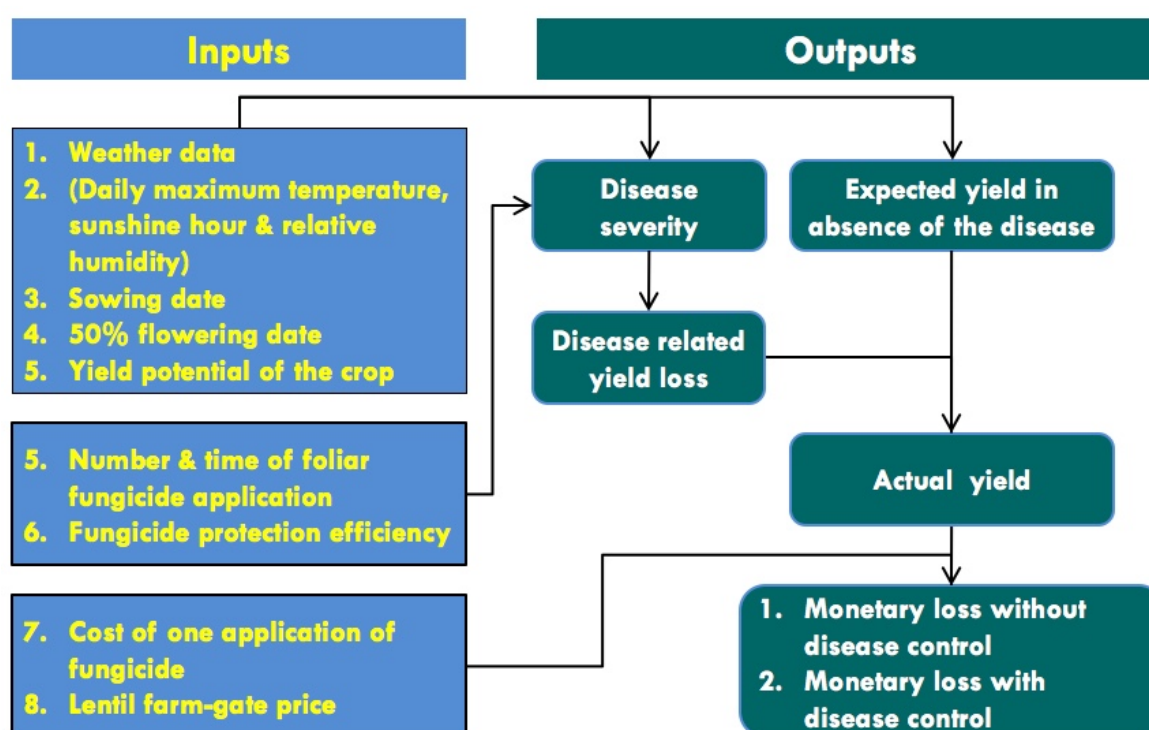 Inputs
Outputs
1. Weather data
2. (Daily maximum temperature,
sunshine hour & relative
humidity)
3. Sowing date
4. 50% flowering date
5. Yield potential of the crop
5. Number & time of foliar
fungicide application
6. Fungicide protection efficiency
7. Cost of one application of
fungicide
8. Lentil farm-gate price
Disease
severity
Expected yield in
absence of the disease
Disease related
yield loss
Actual yield
1. Monetary loss without
disease control
2. Monetary loss with
disease control